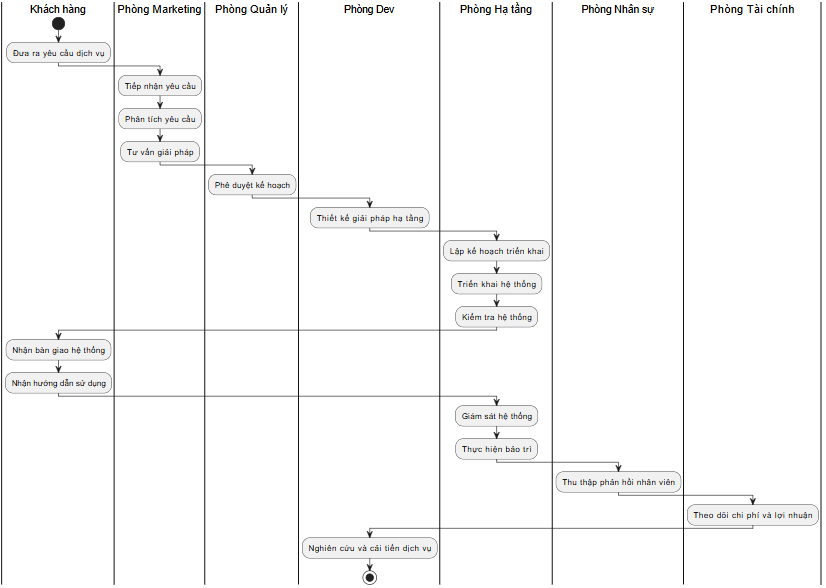 Khách hàng
Phòng Marketing
Phòng Quản lý
Phòng Dev
Phòng Hạ tầng
Phòng Nhân sự
Phòng Tài chính
Đưa ra yêu cầu dịch vụ
Tiếp nhận yêu cầu
Phân tích yêu cầu
Tư vấn giải pháp
Phê duyệt kế hoạch
Thiết kế giải pháp hạ tầng
Lập kế hoạch triển khai
Triển khai hệ thống
Kiểm tra hệ thống
Nhận bàn giao hệ thống
Nhận hướng dẫn sử dụng
Giám sát hệ thống
Thực hiện bảo trì
Thu thập phản hồi nhân viên
Theo dõi chi phí và lợi nhuận
Nghiên cứu và cải tiến dịch vụ